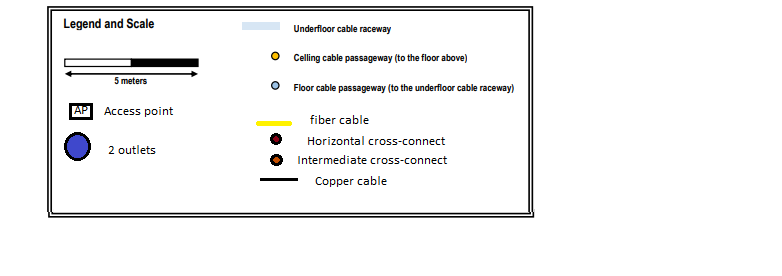 Legend and Scale
5 meters
AP Access point
2 outlets
Underfloor cable raceway
Celling cable passageway (to the floor above)
Floor cable passageway (to the underfloor cable raceway)
fiber cable
Horizontal cross-connect
Intermediate cross-connect
Copper cable